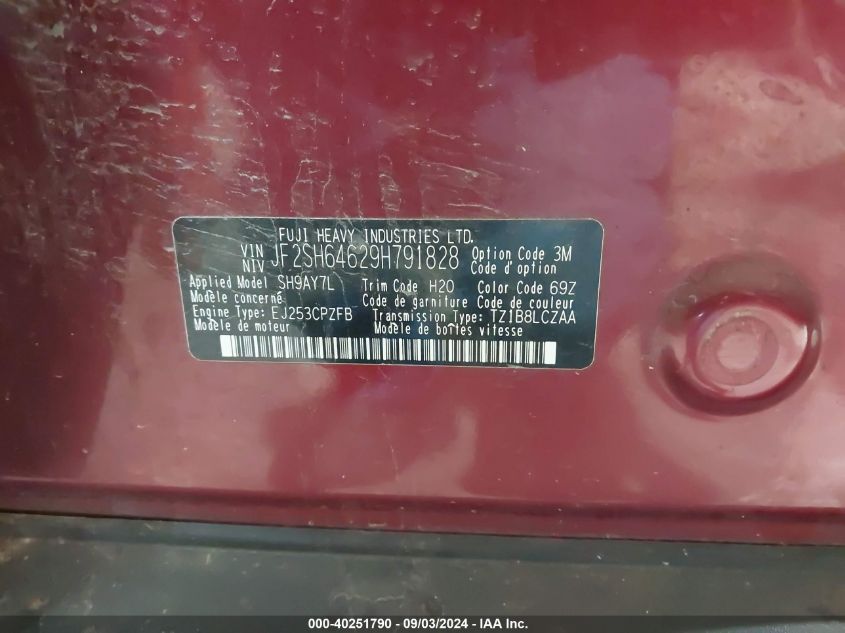 FUJI HEAVY INDUSTRIES LTD.
VIN NIV JF2SH64629H791828 Option Code 3M
Code d'option
Applied Model SH9AY7L Trim Code H20 Color Code 69Z
Modèle concerné Code de garniture Code de couleur
Engine Type: EJ253CPZFB Transmission Type: TZ1B8LCZAA
Modèle de moteur Modèle de boîtes vitesse
000-40251790 - 09/03/2024 - IAA Inc.